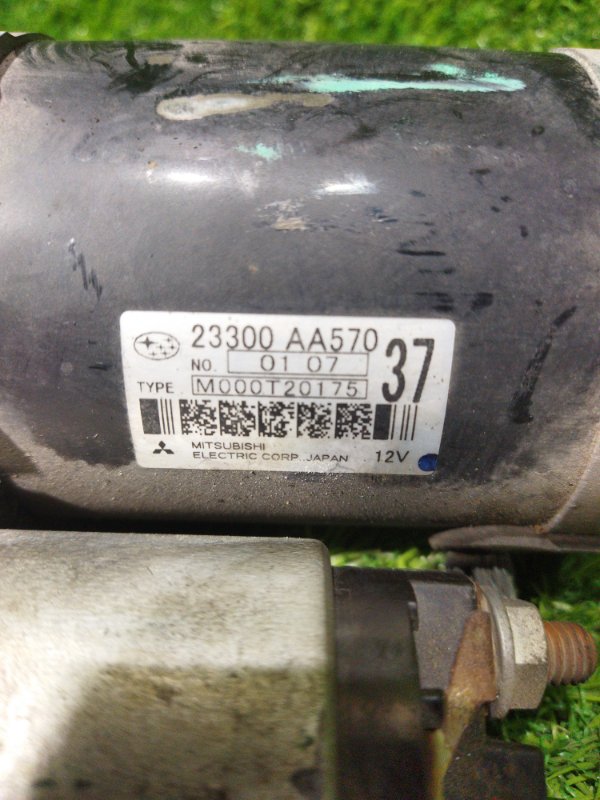 23300 AA570
NO. 01 07
37
TYPE M000T20175
MITSUBISHI
ELECTRIC CORP. JAPAN 12V